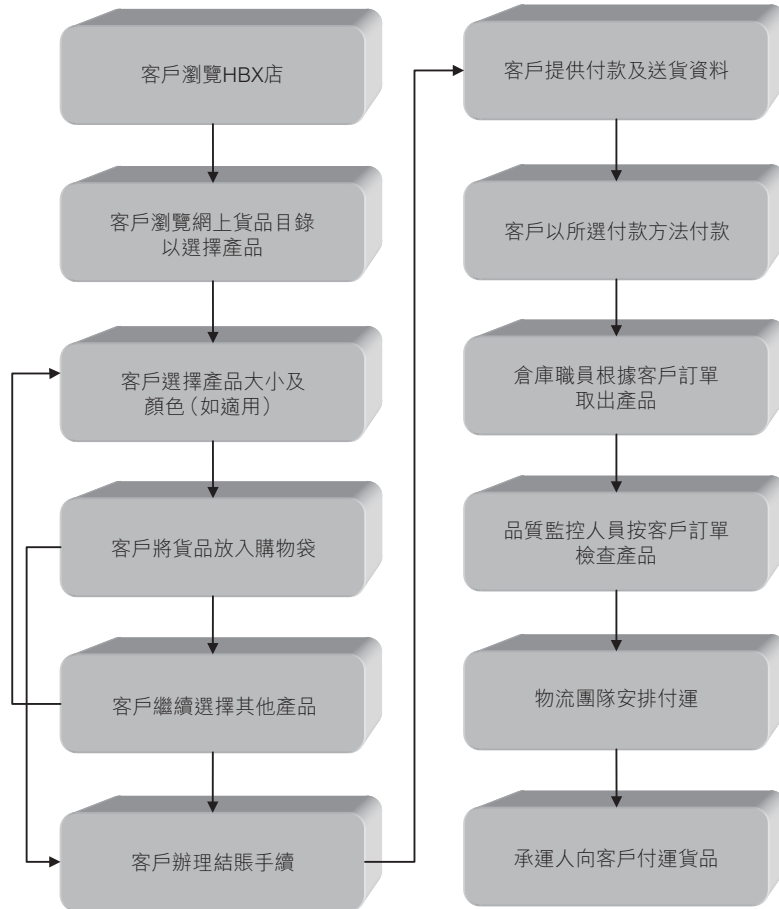 客戶瀏覽HBX店
客戶瀏覽網上貨品目錄
以選擇產品
客戶選擇產品大小及
顏色（如適用）
客戶將貨品放入購物袋
客戶繼續選擇其他產品
客戶辦理結賬手續
客戶提供付款及送貨資料
客戶以所選付款方法付款
倉庫職員根據客戶訂單
取出產品
品質監控人員按客戶訂單
檢查產品
物流團隊安排付運
承運人向客戶付運貨品